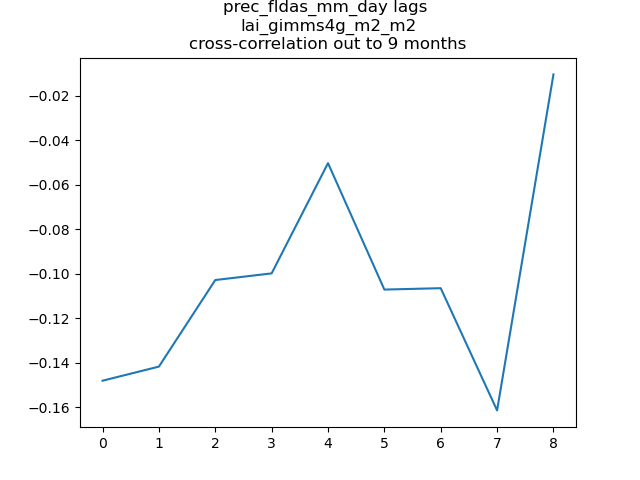 prec_fldas_mm_day lags
lai_gimms4g_m2_m2
cross-correlation out to 9 months
−0.02
−0.04
−0.06
−0.08
−0.10
−0.12
−0.14
−0.16
0 1 2 3 4 5 6 7 8